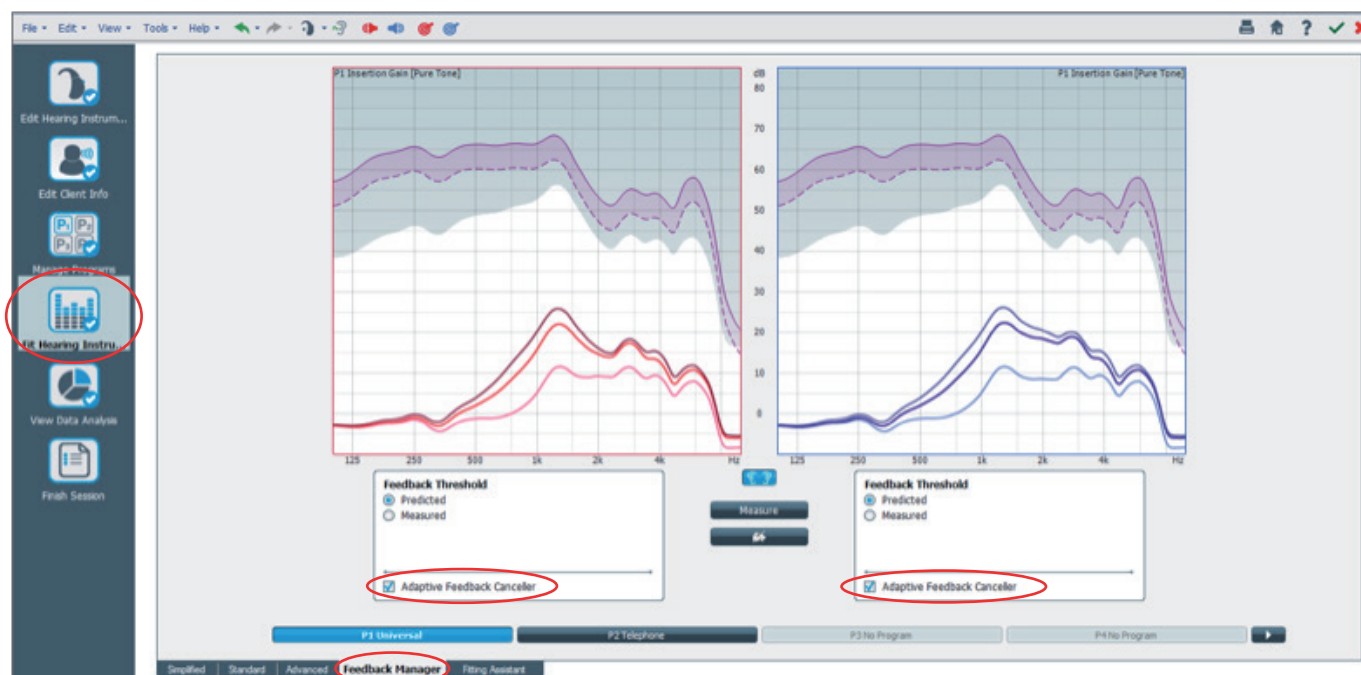 File Edit View Tools Help ?
Edit Hearing Instrum...
Edit Client Info
P1 P2
P3
Manage Programs
Fit Hearing Instru...
View Data Analysis
Finish Session
P1 Insertion Gain [Pure Tone]
dB
P1 Insertion Gain [Pure Tone]
80
70
60
50
40
30
20
10
0
125 250 500 1k 2k 4k Hz
125 250 500 1k 2k 4k Hz
Feedback Threshold
Predicted
Measured
Adaptive Feedback Canceller
Measure
Feedback Threshold
Predicted
Measured
Adaptive Feedback Canceller
P1 Universal P2 Telephone P3 No Program P4 No Program
Simplified Standard Advanced Feedback Manager Fitting Assistant